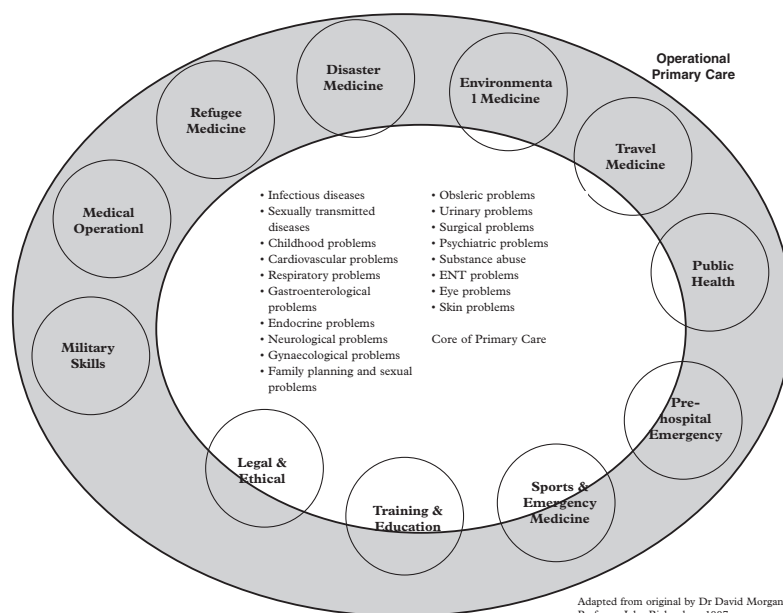 Operational
Primary Care
Disaster
Medicine
Environmenta
l Medicine
Refugee
Medicine
Travel
Medicine
Medical
Operationl
Public
Health
Military
Skills
• Infectious diseases
• Sexually transmitted
diseases
• Childhood problems
• Cardiovascular problems
• Respiratory problems
• Gastroenterological
problems
• Endocrine problems
• Neurological problems
• Gynaecological problems
• Family planning and sexual
problems
• Obsleric problems
• Urinary problems
• Surgical problems
• Psychiatric problems
• Substance abuse
• ENT problems
• Eye problems
• Skin problems
Core of Primary Care
Pre-
hospital
Emergency
Legal &
Ethical
Training &
Education
Sports &
Emergency
Medicine
Adapted from original by Dr David Morgan